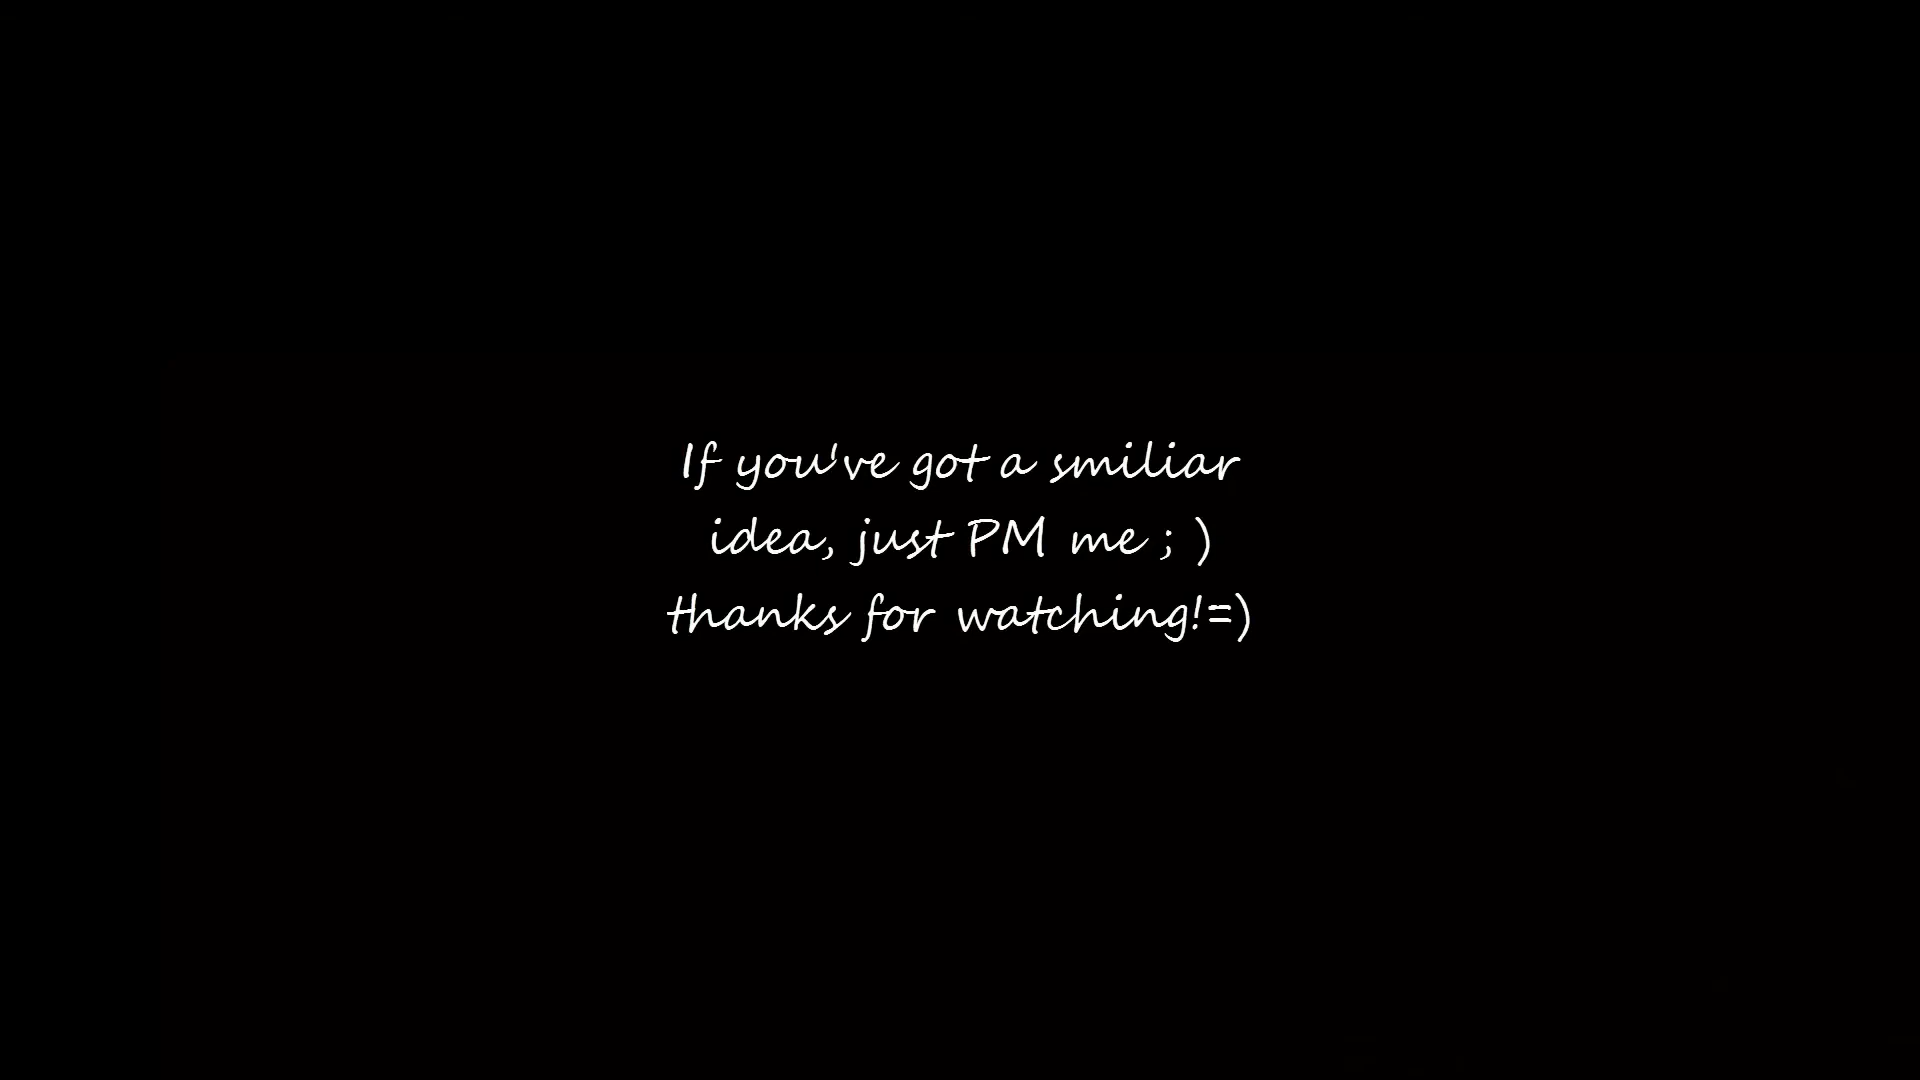 If you've got a smiliar
idea, just PM me ; )
thanks for watching!=)